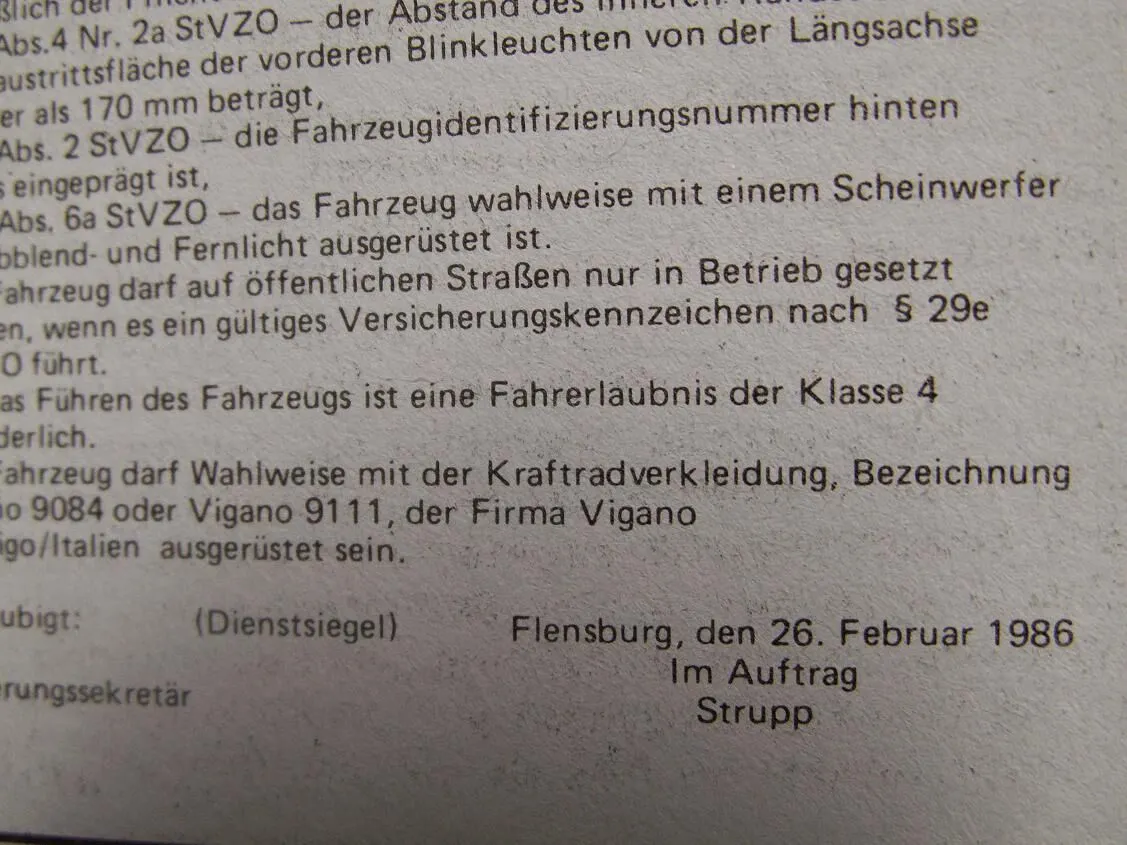 Abs.4 Nr. 2a StVZO — der Abstand des
austrittsfläche der vorderen Blinkleuchten von der Längsachse
er als 170 mm beträgt,
Abs. 2 StVZO — die Fahrzeugidentifizierungsnummer hinten
s eingeprägt ist,
Abs. 6a StVZO — das Fahrzeug wahlweise mit einem Scheinwerfer
bblend- und Fernlicht ausgerüstet ist.
ahrzeug darf auf öffentlichen Straßen nur in Betrieb gesetzt
en, wenn es ein gültiges Versicherungskennzeichen nach § 29e
O führt.
as Führen des Fahrzeugs ist eine Fahrerlaubnis der Klasse 4
derlich.
ahrzeug darf Wahlweise mit der Kraftradverkleidung, Bezeichnung
o 9084 oder Vigano 9111, der Firma Vigano
igo/Italien ausgerüstet sein.
ubigt: (Dienstsiegel) Flensburg, den 26. Februar 1986
Im Auftrag
rungssekretär
Strupp